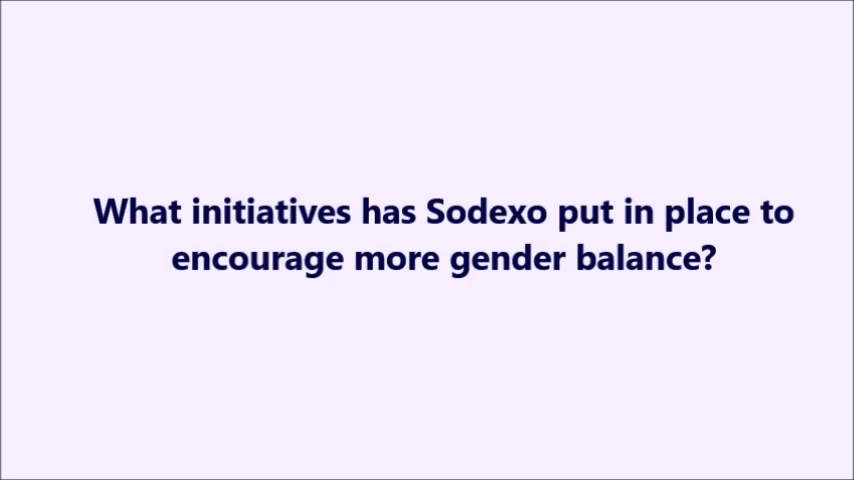 What initiatives has Sodexo put in place to
encourage more gender balance?